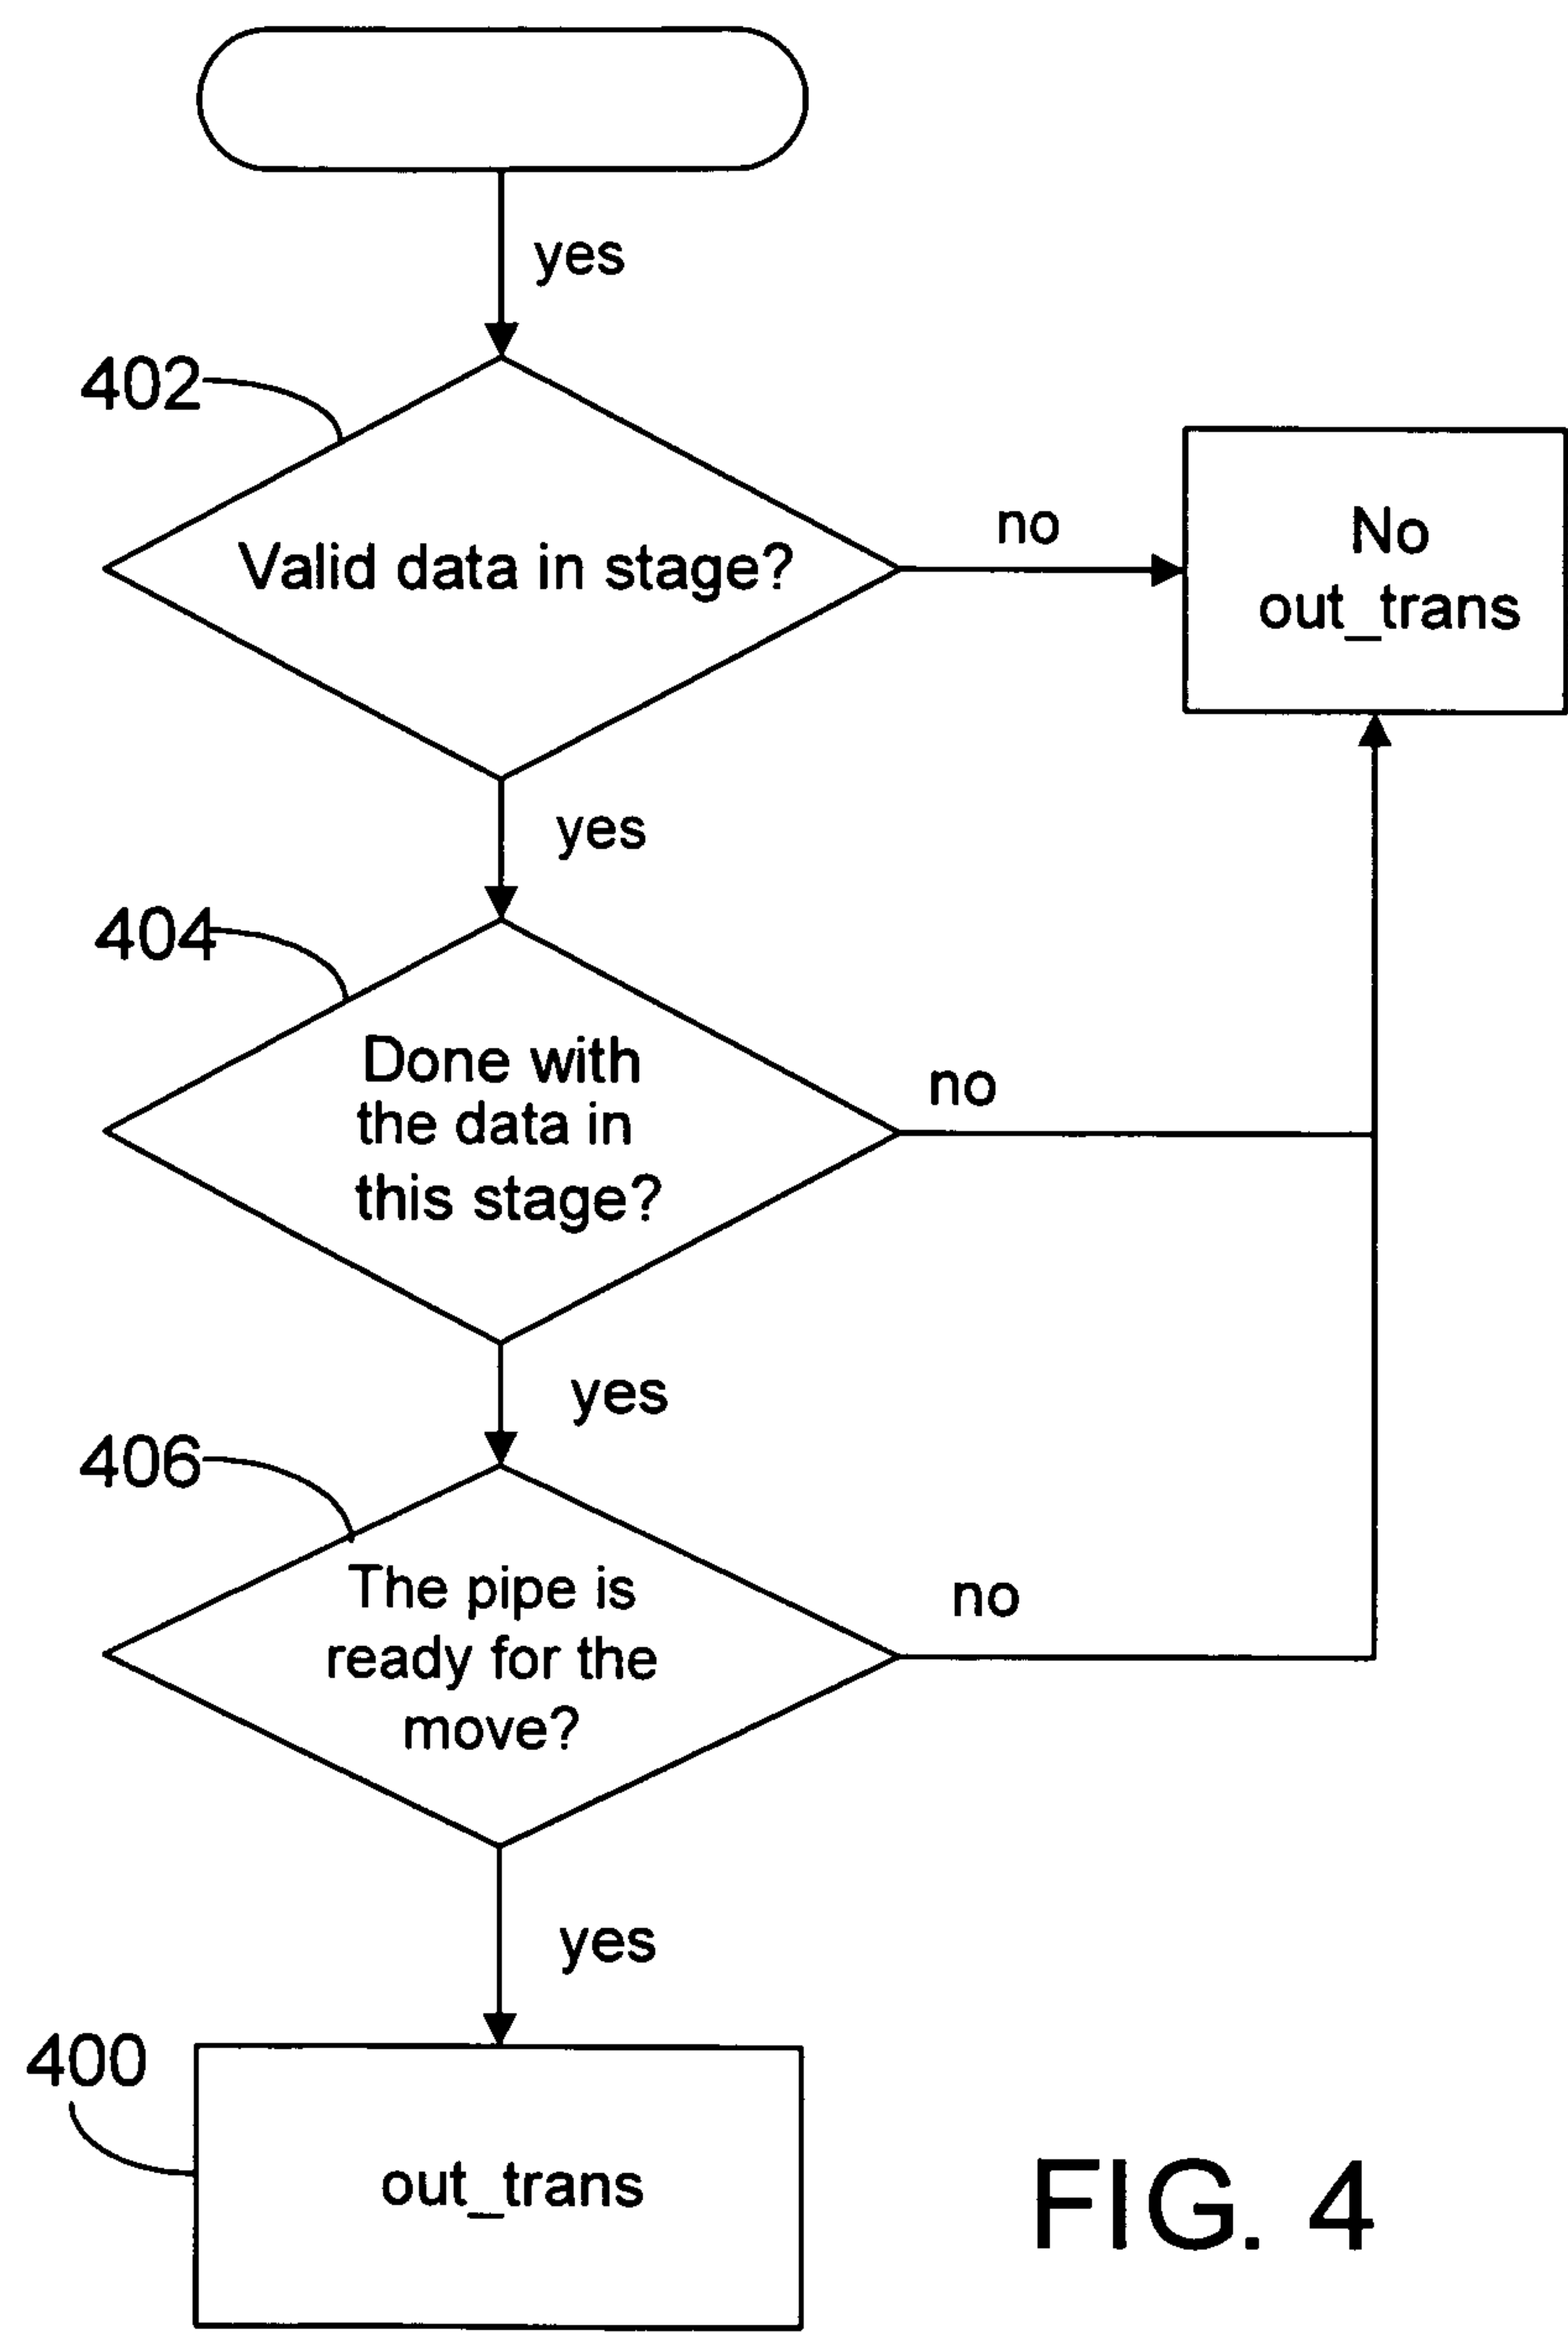 yes
402
Valid data in stage?
no
No
out_trans
yes
404
Done with
the data in
this stage?
no
yes
406
The pipe is
ready for the
move?
no
yes
400
out_trans
FIG. 4